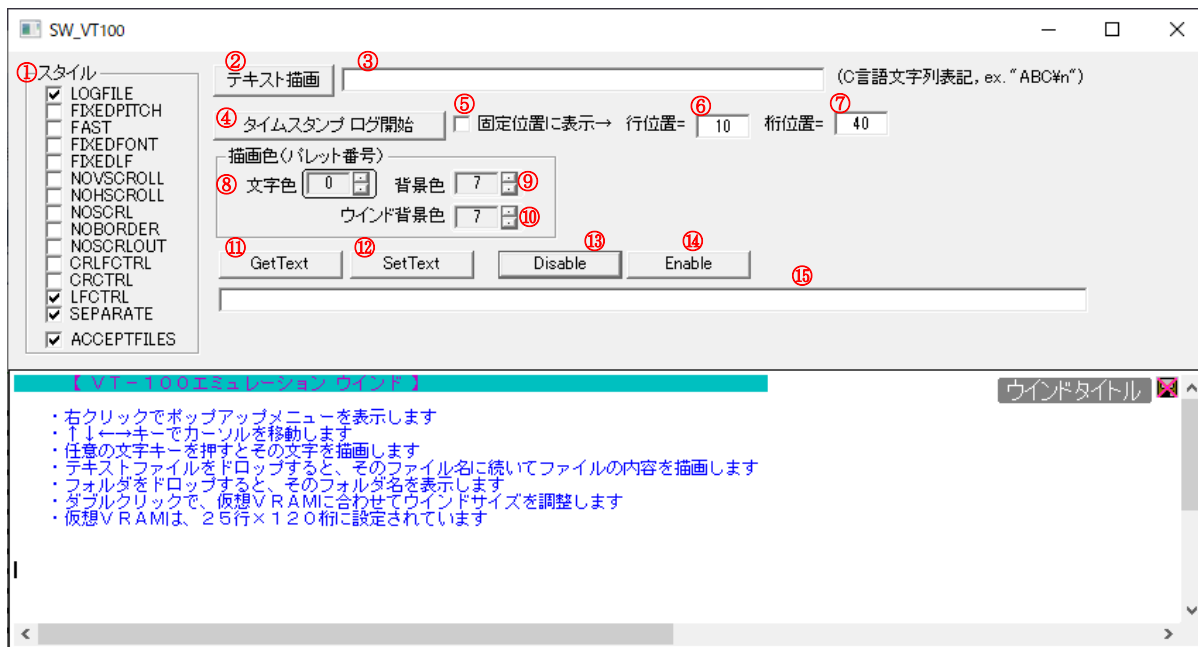 SW_VT100
①スタイル
LOGFILE
FIXEDPITCH
FAST
FIXEDFONT
FIXEDLF
NOVSCROLL
NOHSCROLL
NOSCRL
NOBORDER
NOSCRLOUT
CRLFCTRL
CRCTRL
LFCTRL
SEPARATE
ACCEPTFILES
② テキスト描画 ③ (C言語文字列表記, ex."ABC¥n")
④ タイムスタンプ ログ開始 ⑤ 固定位置に表示→ 行位置= ⑥ 10 桁位置= ⑦ 40
描画色(パレット番号)
⑧ 文字色 0 背景色 7 ⑨
ウインド背景色 7 ⑩
⑪ GetText ⑫ SetText ⑬ Disable ⑭ Enable
⑮
【 VT-100エミュレーション ウインド 】
ウインドタイトル
・右クリックでポップアップメニューを表示します
・↑↓←→キーでカーソルを移動します
・任意の文字キーを押すとその文字を描画します
・テキストファイルをドロップすると、そのファイル名に続いてファイルの内容を描画します
・フォルダをドロップすると、そのフォルダ名を表示します
・ダブルクリックで、仮想VRAMに合わせてウインドサイズを調整します
・仮想VRAMは、25行×120桁に設定されています